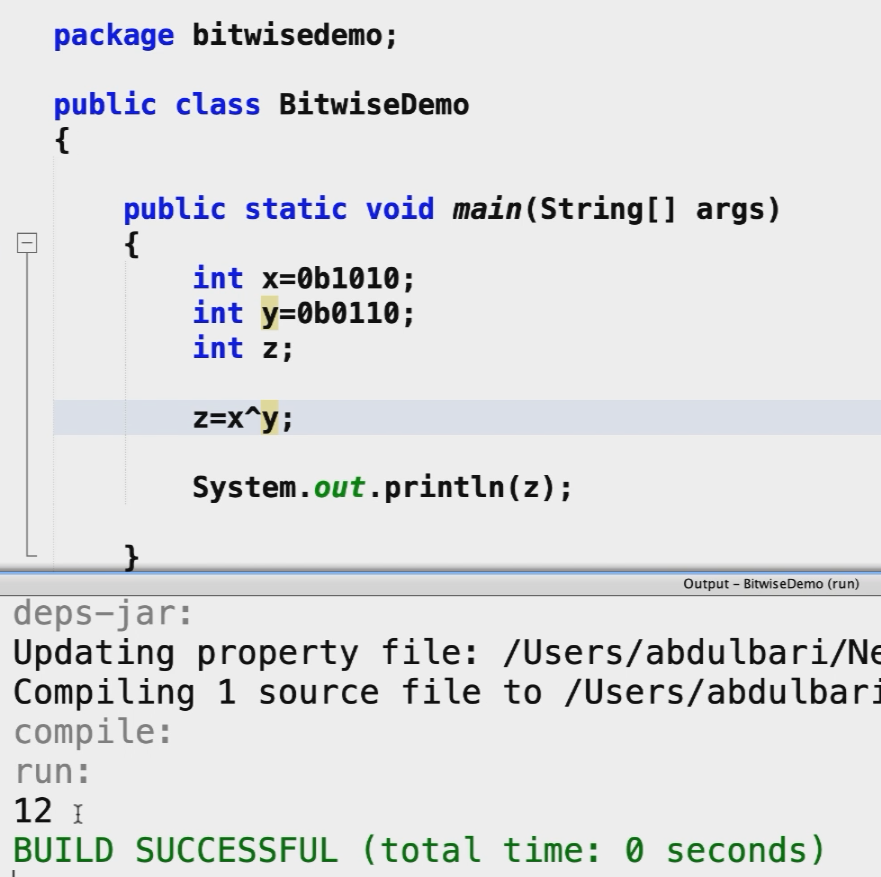 package bitwisedemo;
public class BitwiseDemo
{
public static void main(String[] args)
{
int x=0b1010;
int y=0b0110;
int z;
z=x^y;
System.out.println(z);
}
Output – BitwiseDemo (run)
deps-jar:
Updating property file: /Users/abdulbari/Ne
Compiling 1 source file to /Users/abdulbari
compile:
run:
12
BUILD SUCCESSFUL (total time: 0 seconds)